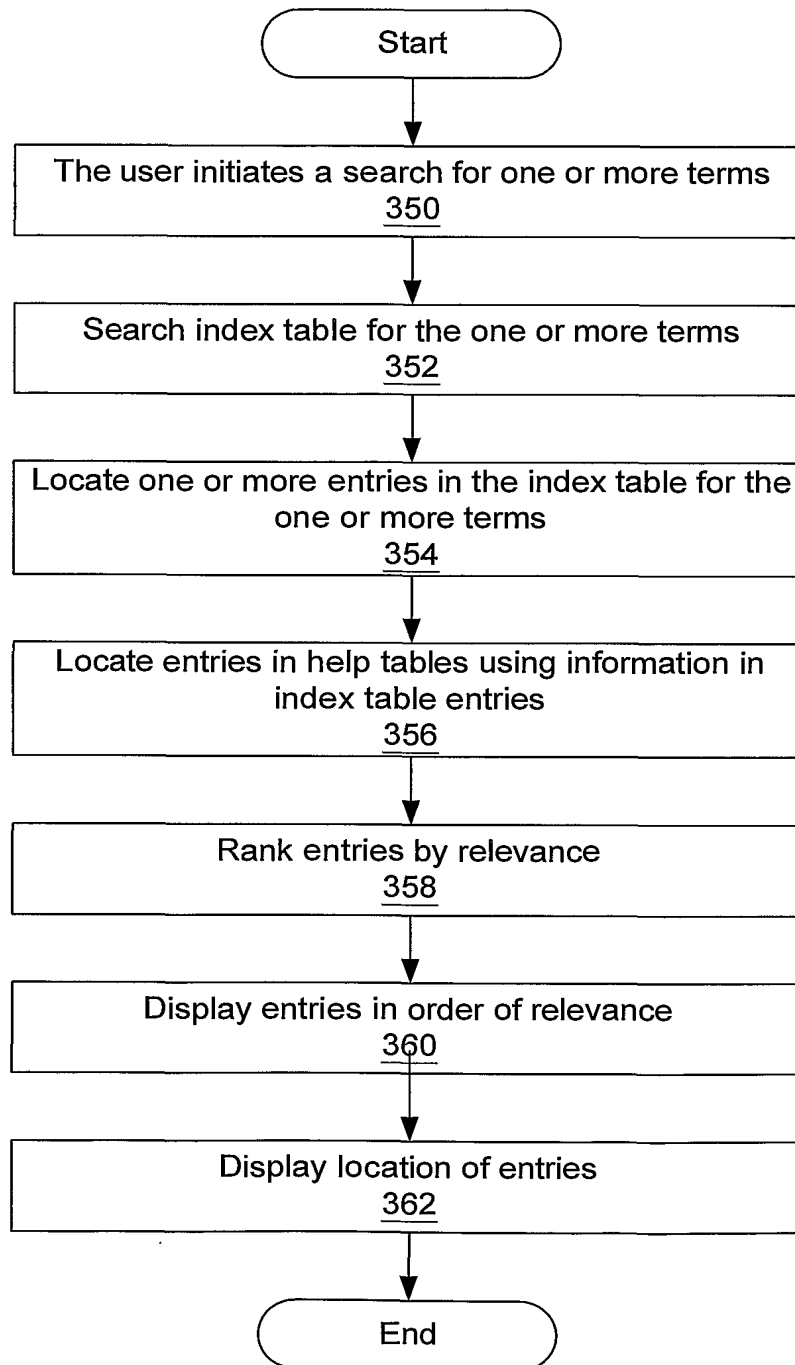 Start
The user initiates a search for one or more terms
350
Search index table for the one or more terms
352
Locate one or more entries in the index table for the
one or more terms
354
Locate entries in help tables using information in
index table entries
356
Rank entries by relevance
358
Display entries in order of relevance
360
Display location of entries
362
End